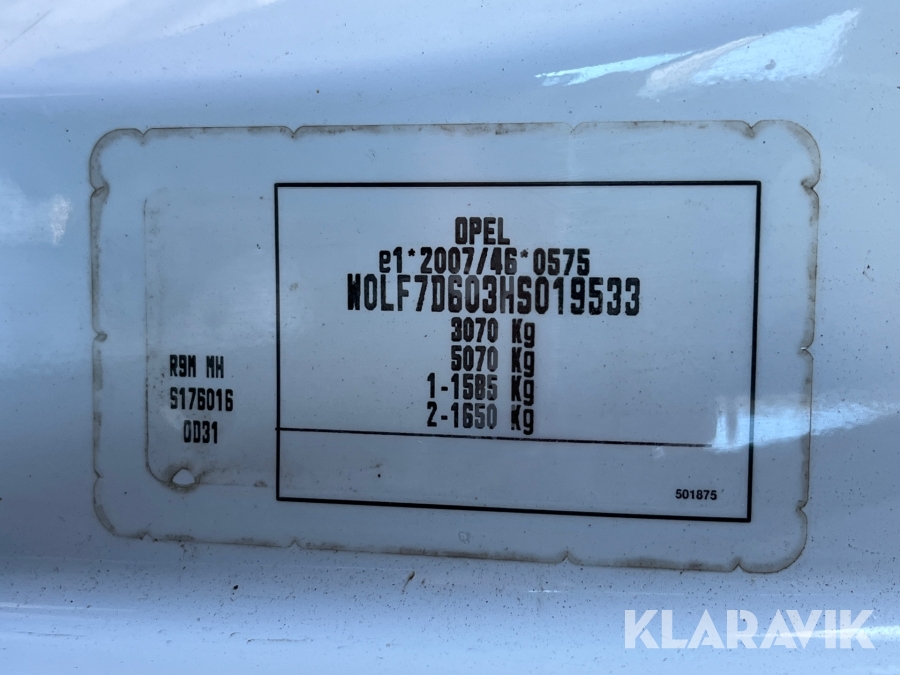 OPEL
e1*2007/46*0575
W0LF7D603HS019533
3070 Kg
5070 Kg
1-1585 Kg
2-1650 Kg
R9M MH
S176016
0D31
501875
KLARAVIK